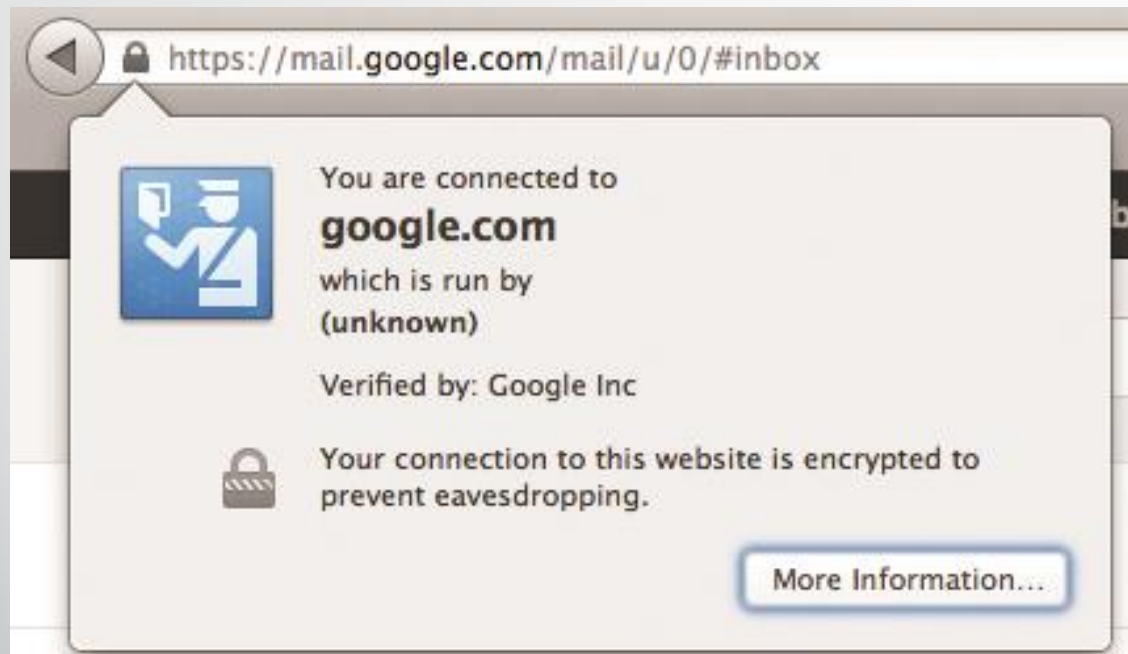 https://mail.google.com/mail/u/0/#inbox
You are connected to
google.com
which is run by
(unknown)
Verified by: Google Inc
Your connection to this website is encrypted to
prevent eavesdropping.
More Information...